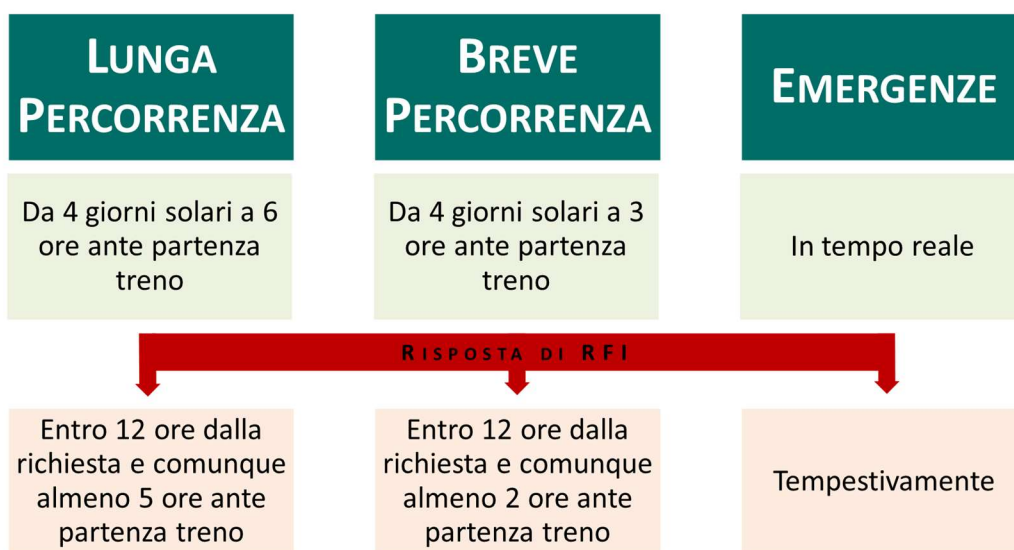 LUNGA
PERCORRENZA
BREVE
PERCORRENZA
EMERGENZE
Da 4 giorni solari a 6
ore ante partenza
treno
Da 4 giorni solari a 3
ore ante partenza
treno
In tempo reale
RISPOSTA DI RFI
Entro 12 ore dalla
richiesta e comunque
almeno 5 ore ante
partenza treno
Entro 12 ore dalla
richiesta e comunque
almeno 2 ore ante
partenza treno
Tempestivamente